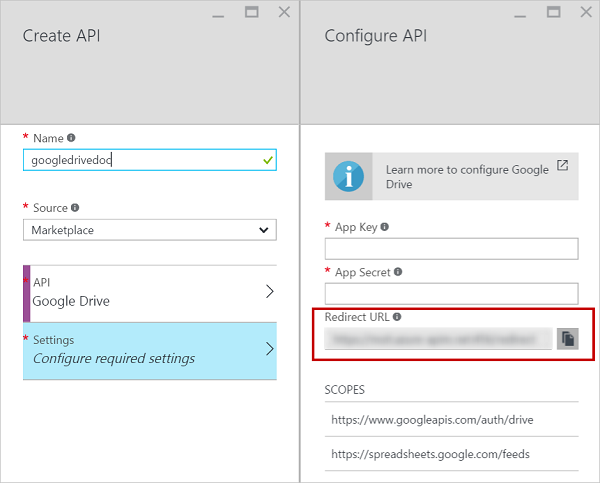 Create API
* Name
googledrivedoc
* Source
Marketplace
* API
Google Drive
* Settings
Configure required settings
Configure API
Learn more to configure Google
Drive
* App Key
* App Secret
Redirect URL
SCOPES
https://www.googleapis.com/auth/drive
https://spreadsheets.google.com/feeds